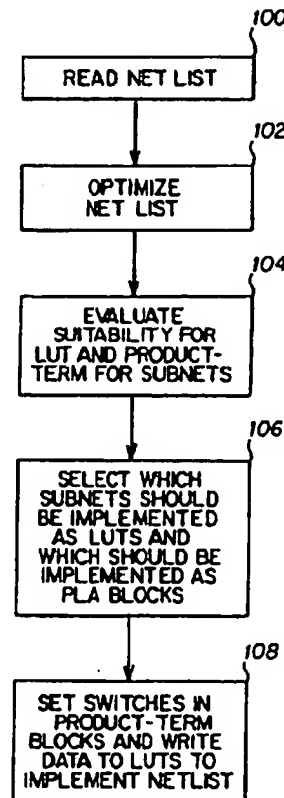 100
READ NET LIST
102
OPTIMIZE
NET LIST
104
EVALUATE
SUITABILITY FOR
LUT AND PRODUCT-
TERM FOR SUBNETS
106
SELECT WHICH
SUBNETS SHOULD
BE IMPLEMENTED
AS LUTS AND
WHICH SHOULD BE
IMPLEMENTED AS
PLA BLOCKS
108
SET SWITCHES IN
PRODUCT-TERM
BLOCKS AND WRITE
DATA TO LUTS TO
IMPLEMENT NETLIST